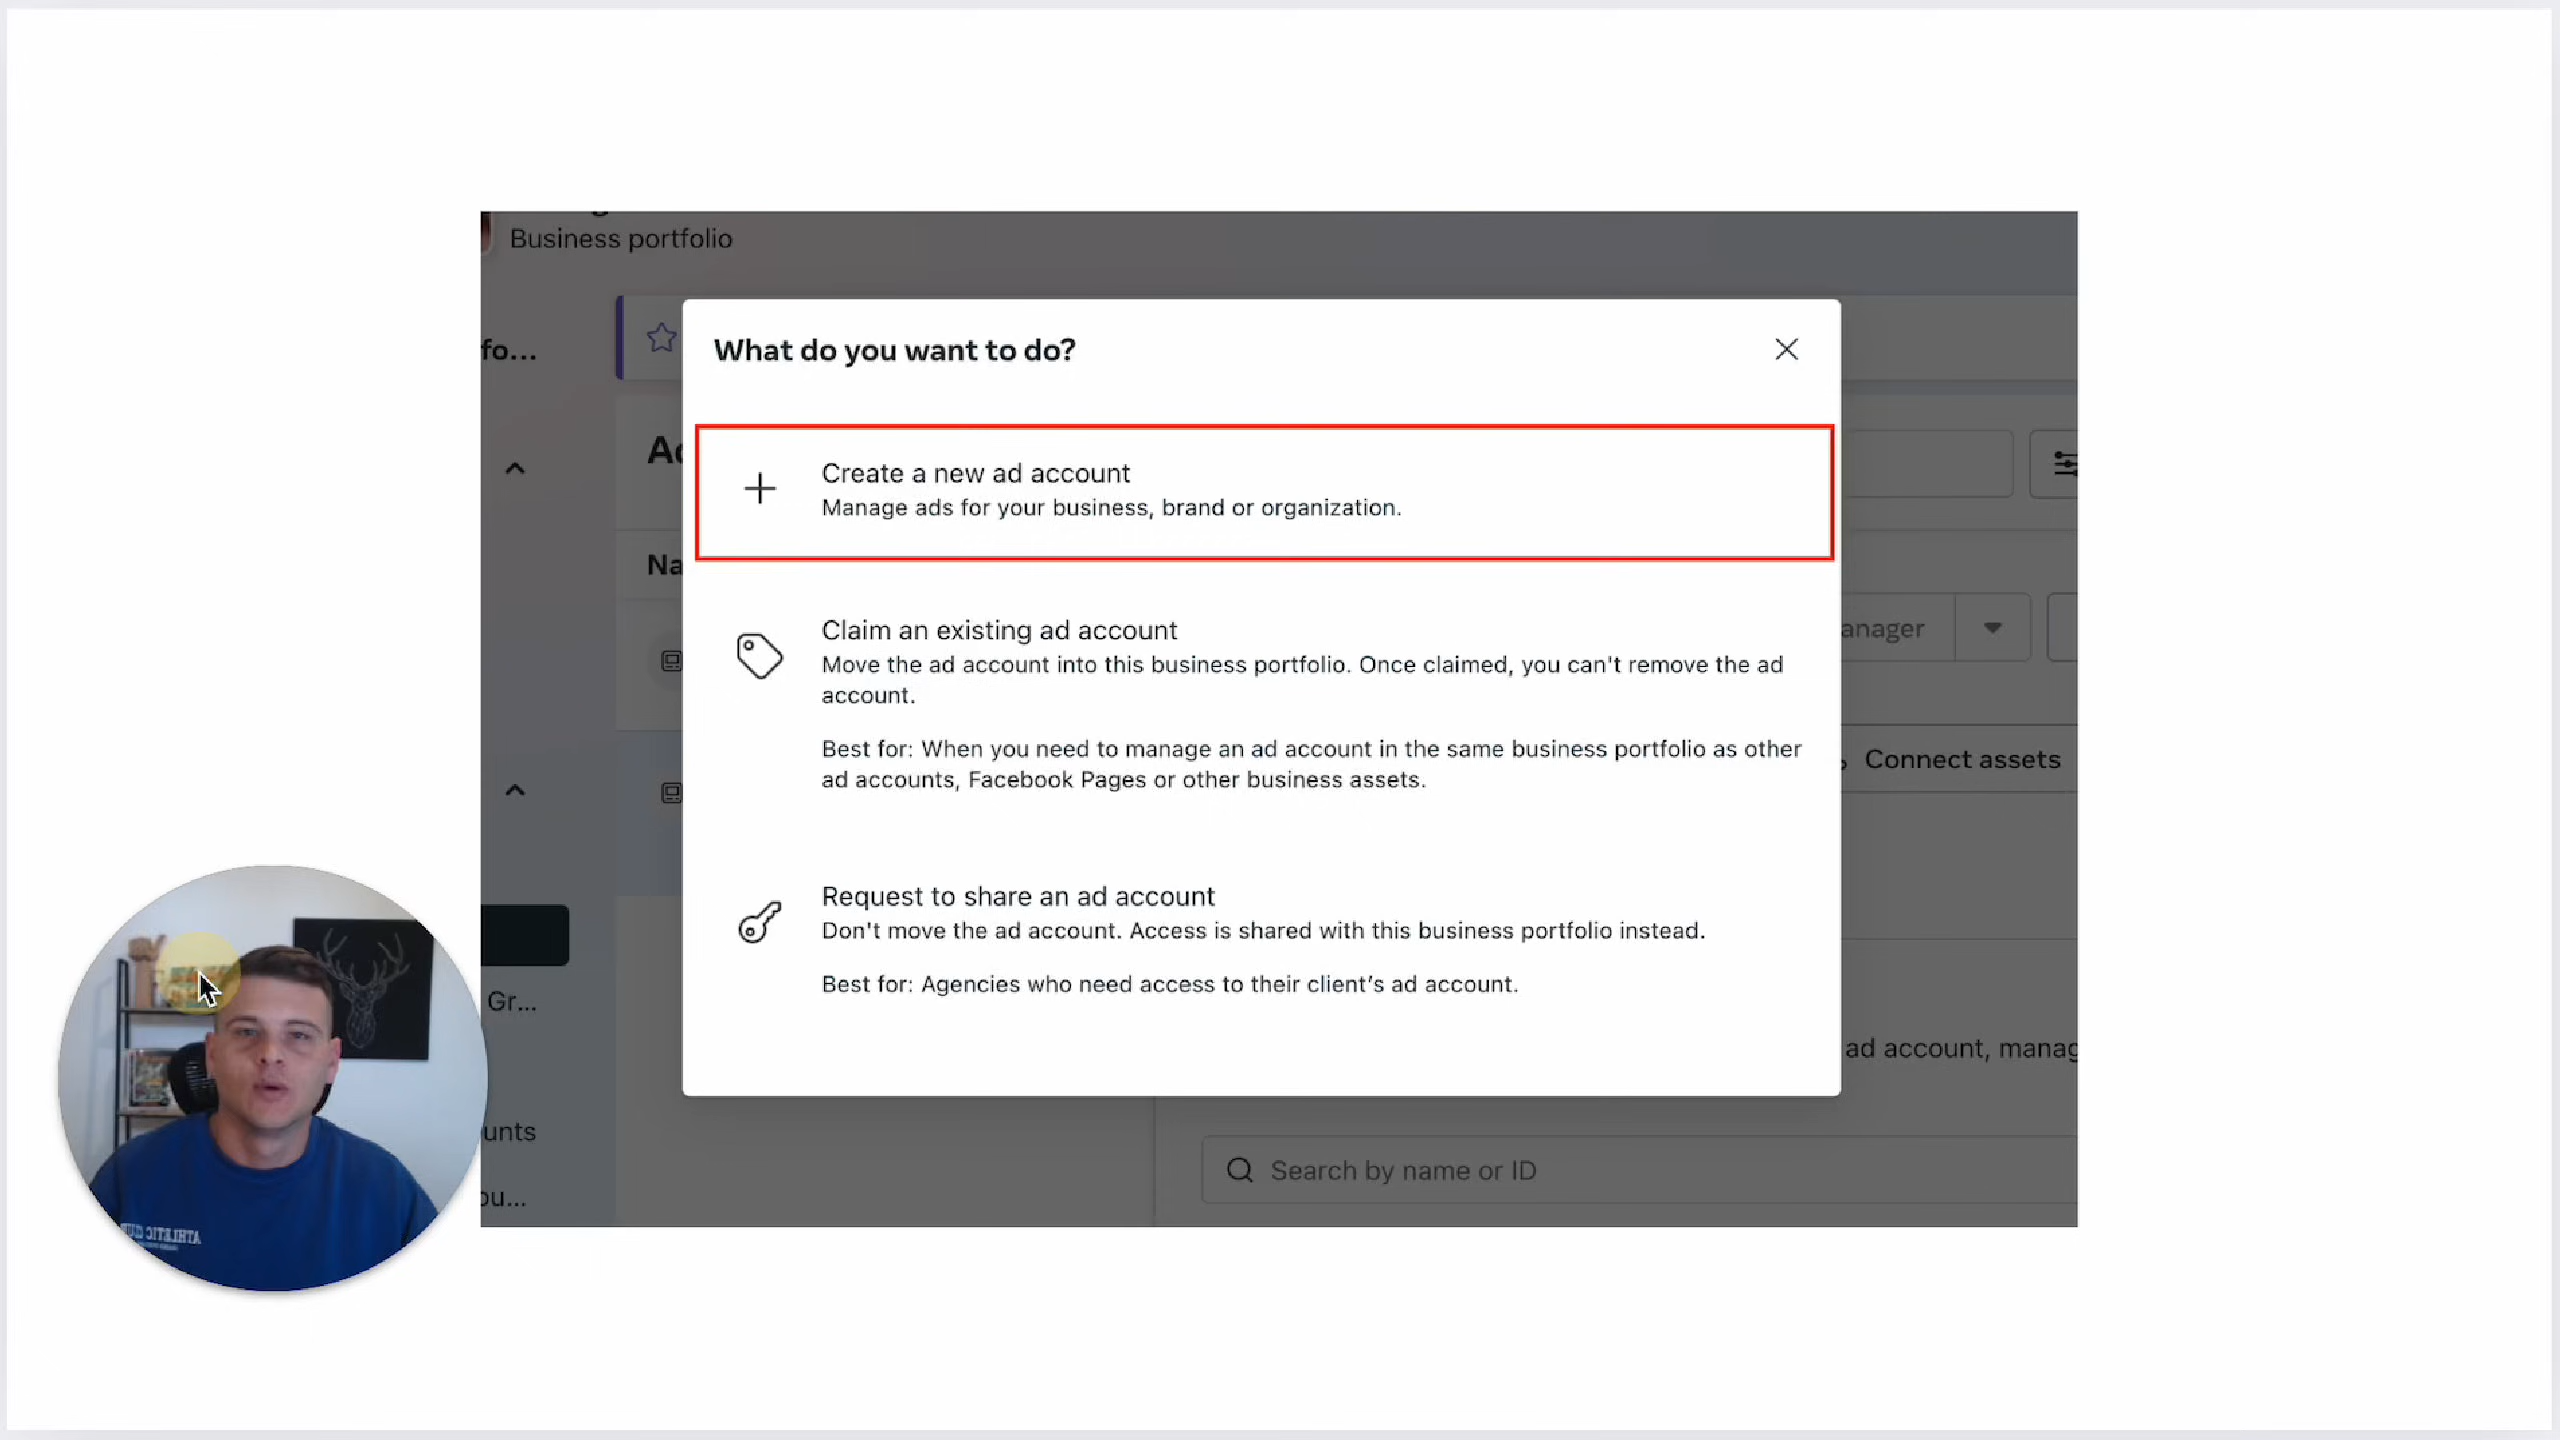 Business portfolio
fo...
What do you want to do?
Ac
Create a new ad account
Manage ads for your business, brand or organization.
Na
Claim an existing ad account
Move the ad account into this business portfolio. Once claimed, you can't remove the ad
account.
anager
Best for: When you need to manage an ad account in the same business portfolio as other
ad accounts, Facebook Pages or other business assets.
Connect assets
Request to share an ad account
Don't move the ad account. Access is shared with this business portfolio instead.
Best for: Agencies who need access to their client’s ad account.
Gr...
ad account, manag
unts
Search by name or ID
ou...
ATHLETIC